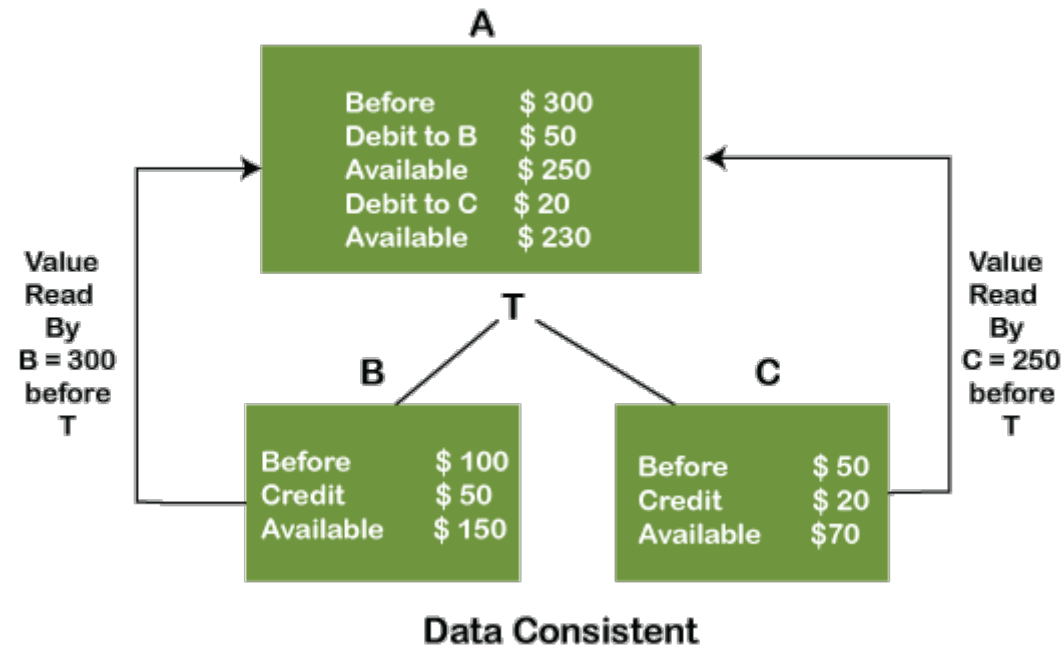 A
Before $ 300
Debit to B $ 50
Available $ 250
Debit to C $ 20
Available $ 230
Value
Read
By
B = 300
before
T
Value
Read
By
C = 250
before
T
T
B
Before $ 100
Credit $ 50
Available $ 150
C
Before $ 50
Credit $ 20
Available $70
Data Consistent